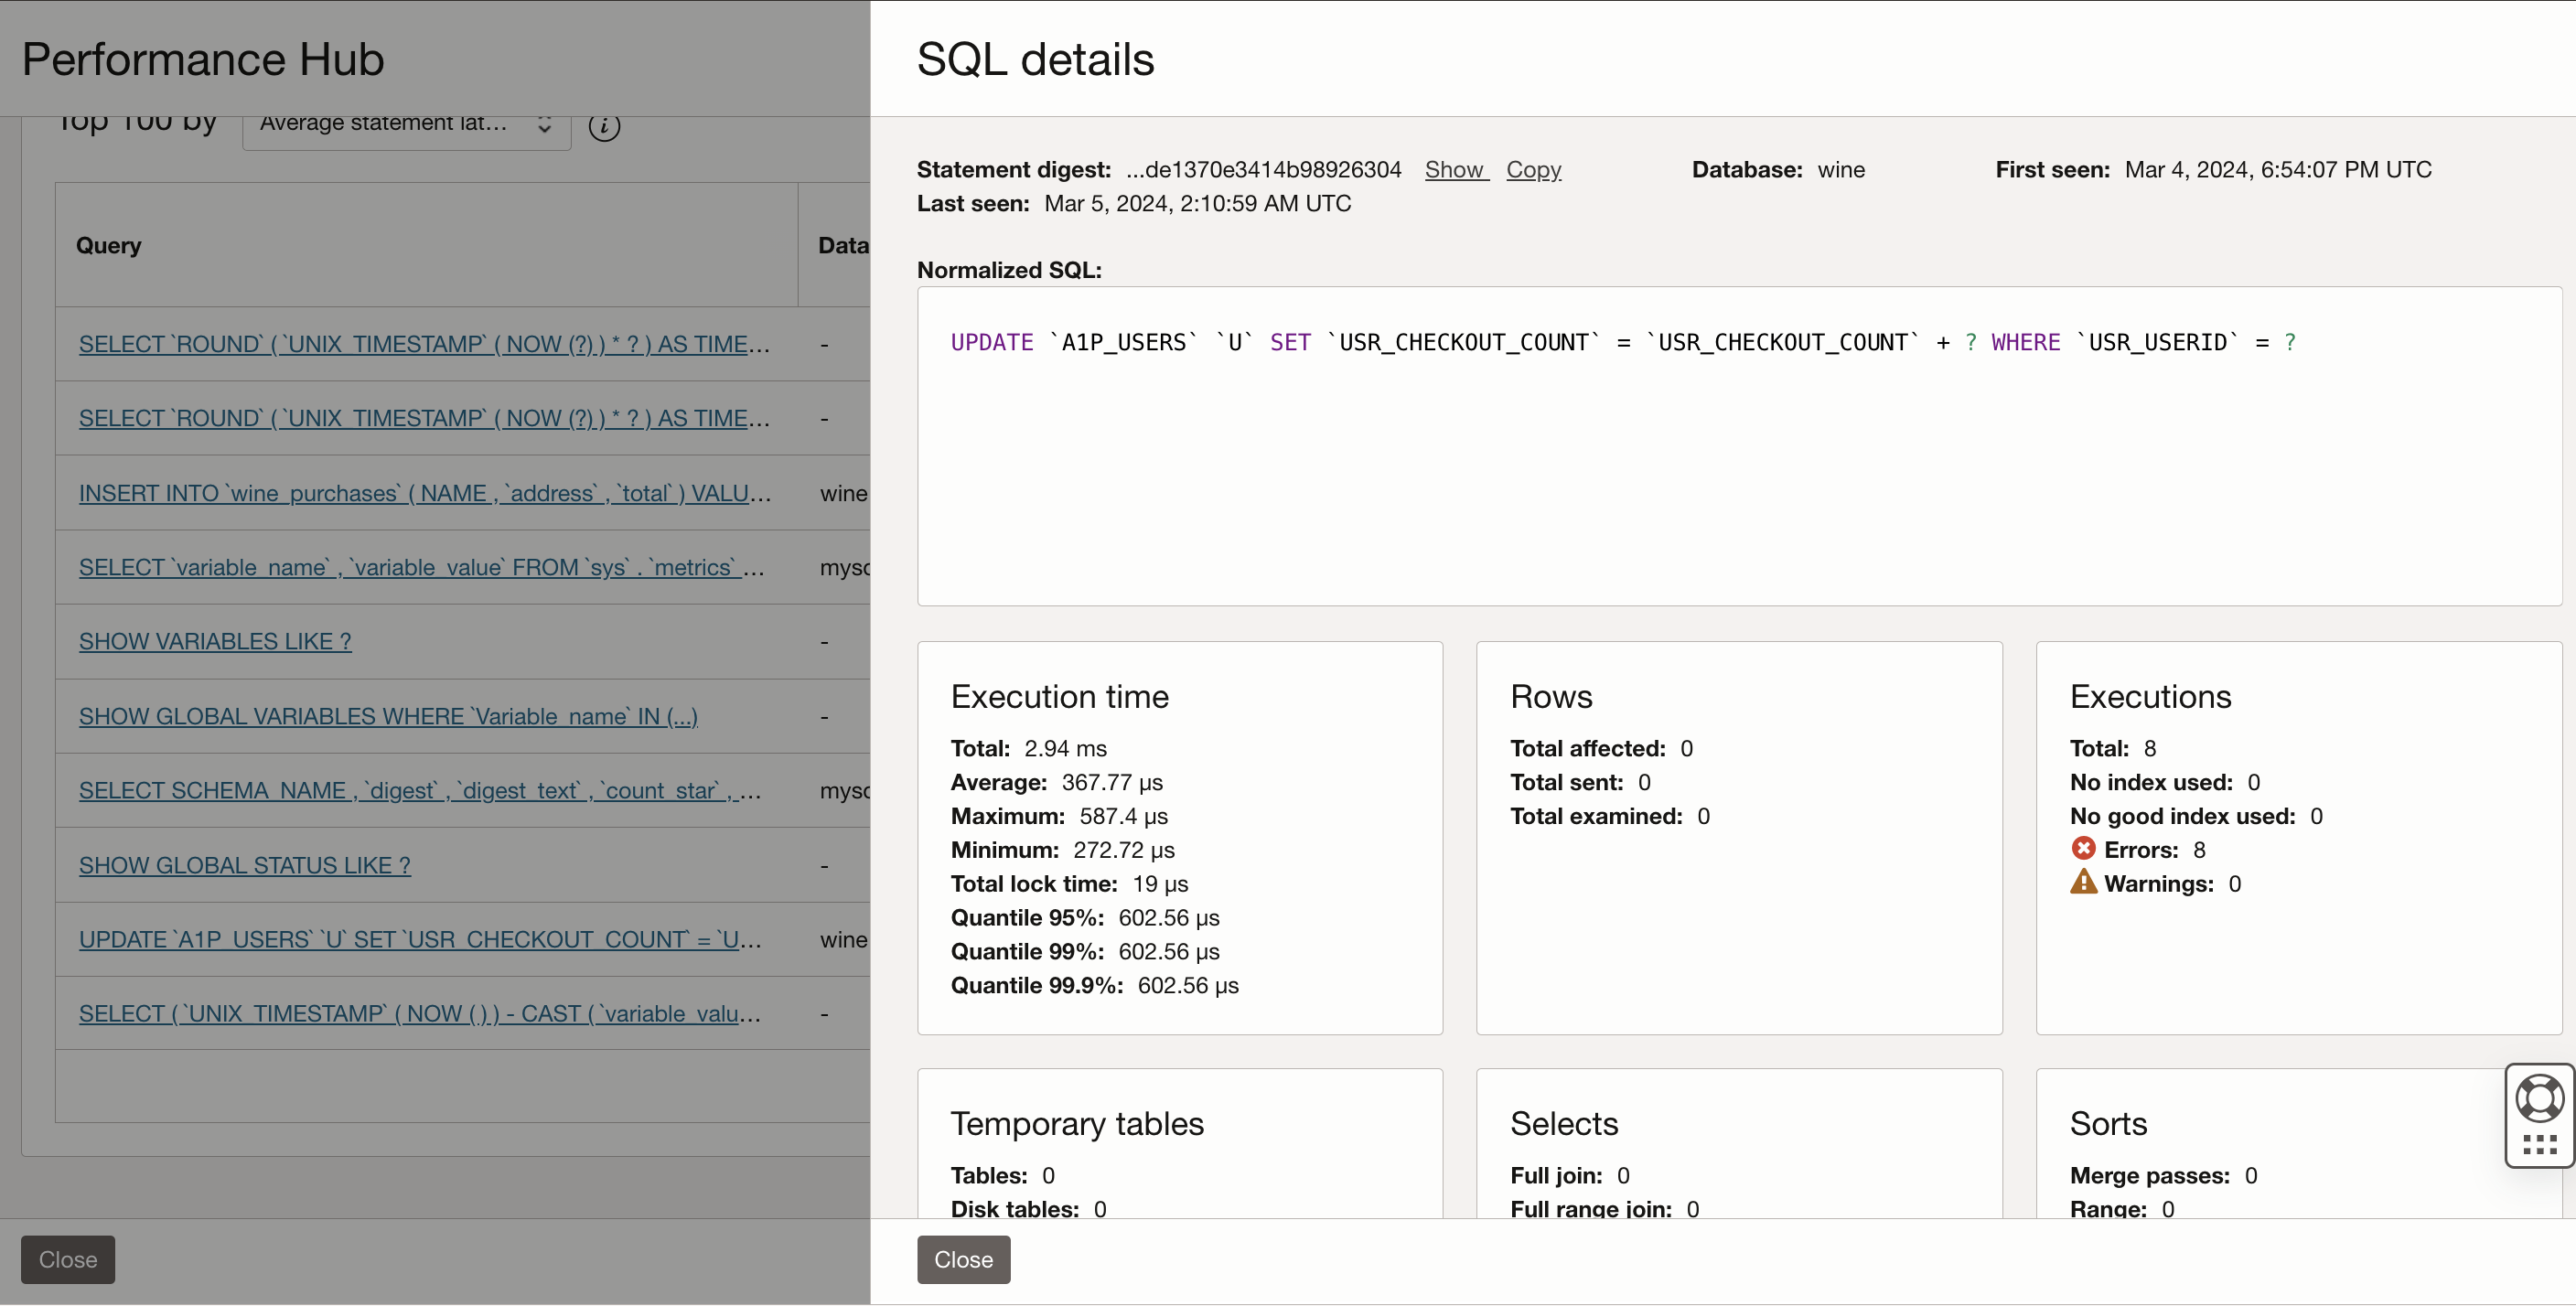 Performance Hub
Top 100 by Average statement lat...
Query Data
SELECT `ROUND` ( `UNIX_TIMESTAMP` ( NOW (?) ) * ? ) AS TIME... -
SELECT `ROUND` ( `UNIX_TIMESTAMP` ( NOW (?) ) * ? ) AS TIME... -
INSERT INTO `wine_purchases` ( NAME , `address` , `total` ) VALU... wine
SELECT `variable_name` , `variable_value` FROM `sys` . `metrics` ... mysq
SHOW VARIABLES LIKE ? -
SHOW GLOBAL VARIABLES WHERE `Variable_name` IN (...) -
SELECT SCHEMA_NAME , `digest` , `digest_text` , `count_star` , ... mysq
SHOW GLOBAL STATUS LIKE ? -
UPDATE `A1P_USERS` `U` SET `USR_CHECKOUT_COUNT` = `U... wine
SELECT ( `UNIX_TIMESTAMP` ( NOW ( ) ) - CAST ( `variable_valu... -
Close
SQL details
Statement digest: ...de1370e3414b98926304 Show Copy Database: wine First seen: Mar 4, 2024, 6:54:07 PM UTC
Last seen: Mar 5, 2024, 2:10:59 AM UTC
Normalized SQL:
UPDATE `A1P_USERS` `U` SET `USR_CHECKOUT_COUNT` = `USR_CHECKOUT_COUNT` + ? WHERE `USR_USERID` = ?
Execution time
Total: 2.94 ms
Average: 367.77 µs
Maximum: 587.4 µs
Minimum: 272.72 µs
Total lock time: 19 µs
Quantile 95%: 602.56 µs
Quantile 99%: 602.56 µs
Quantile 99.9%: 602.56 µs
Rows
Total affected: 0
Total sent: 0
Total examined: 0
Executions
Total: 8
No index used: 0
No good index used: 0
Errors: 8
Warnings: 0
Temporary tables
Tables: 0
Disk tables: 0
Selects
Full join: 0
Full range join: 0
Sorts
Merge passes: 0
Range: 0
Close